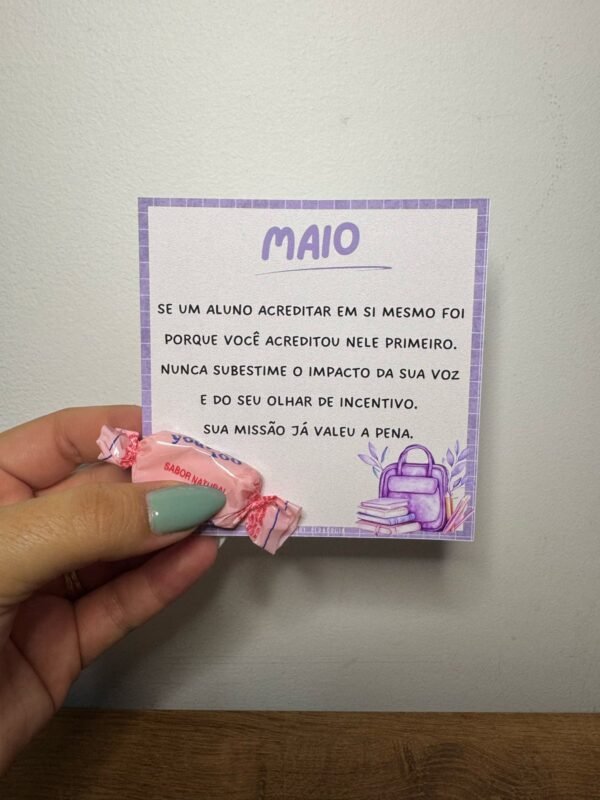 MAIO
SE UM ALUNO ACREDITAR EM SI MESMO FOI
PORQUE VOCÊ ACREDITOU NELE PRIMEIRO.
NUNCA SUBESTIME O IMPACTO DA SUA VOZ
E DO SEU OLHAR DE INCENTIVO.
SUA MISSÃO JÁ VALEU A PENA.
SABOR NATURAL